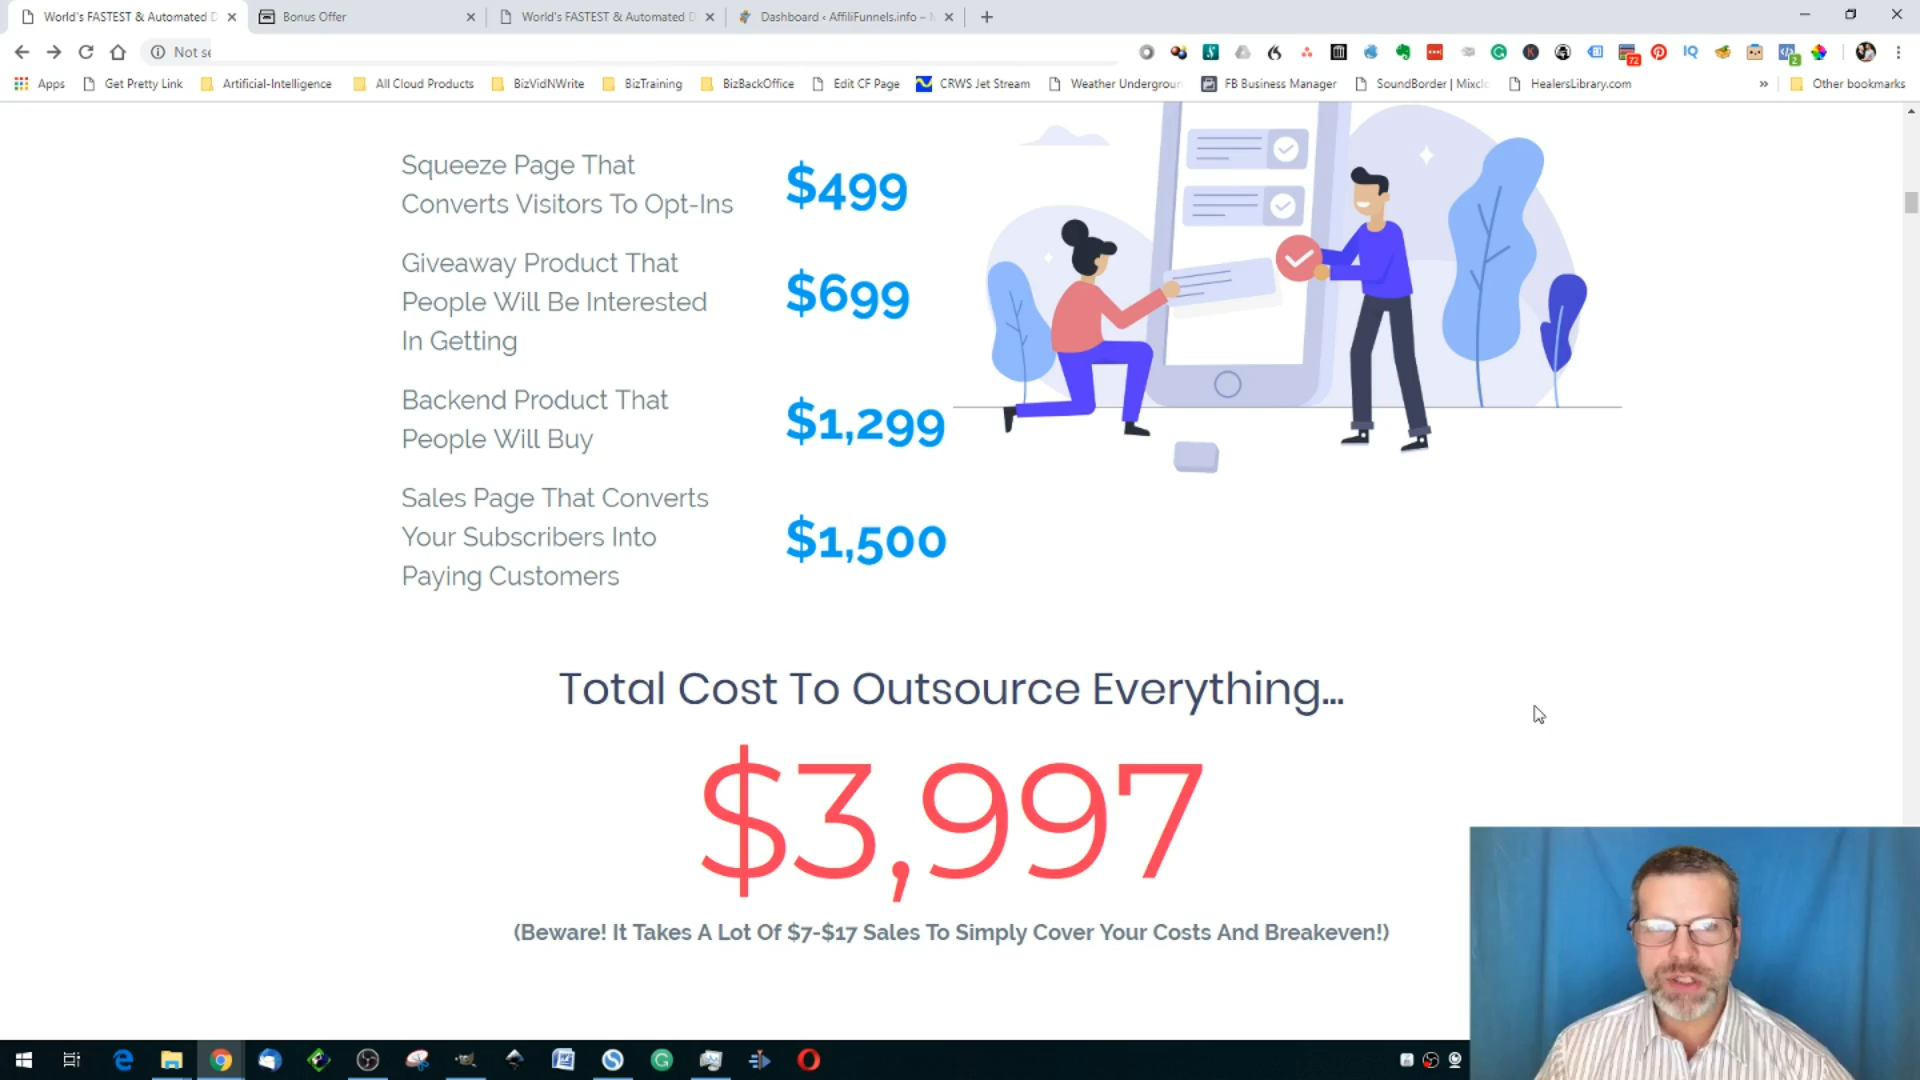 World's FASTEST & Automated
Bonus Offer
World's FASTEST & Automated
Dashboard ‹ AffiliFunnels.info –
Not se
Apps
Get Pretty Link
Artificial-Intelligence
All Cloud Products
BizVidNWrite
BizTraining
BizBackOffice
Edit CF Page
CRWS Jet Stream
Weather Undergroun
FB Business Manager
SoundBorder | Mixclo
HealersLibrary.com
»
Other bookmarks
72
2
IQ
Squeeze Page That
Converts Visitors To Opt-Ins
$499
Giveaway Product That
People Will Be Interested
In Getting
$699
Backend Product That
People Will Buy
$1,299
Sales Page That Converts
Your Subscribers Into
Paying Customers
$1,500
Total Cost To Outsource Everything...
$3,997
(Beware! It Takes A Lot Of $7-$17 Sales To Simply Cover Your Costs And Breakeven!)